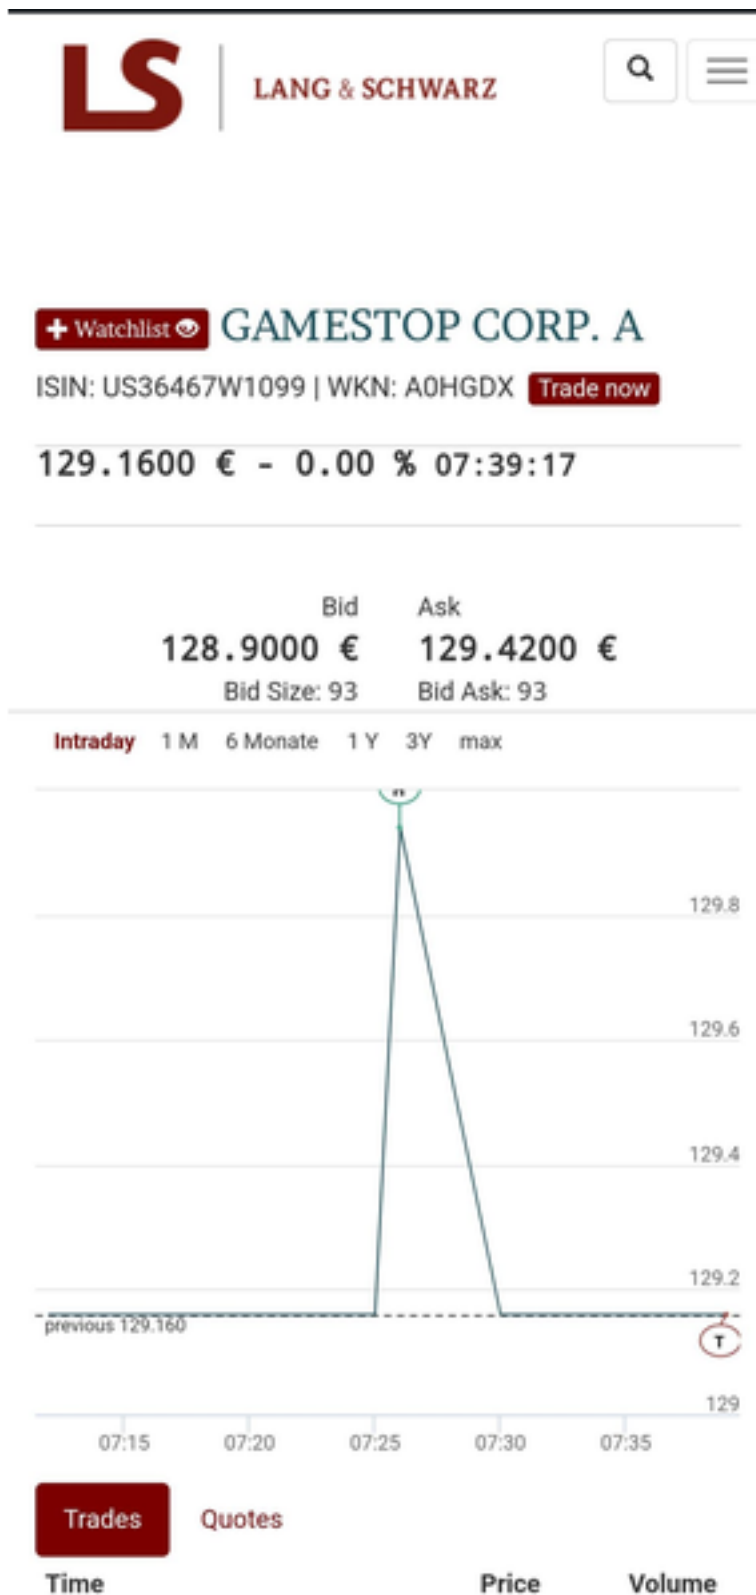 LS LANG & SCHWARZ
+ Watchlist GAMESTOP CORP. A
ISIN: US36467W1099 | WKN: A0HGDX Trade now
129.1600 € - 0.00 % 07:39:17
Bid Ask
128.9000 € 129.4200 €
Bid Size: 93 Bid Ask: 93
Intraday 1 M 6 Monate 1 Y 3Y max
129.8
129.6
129.4
129.2
previous 129.160
T
129
07:15 07:20 07:25 07:30 07:35
Trades Quotes
Time Price Volume